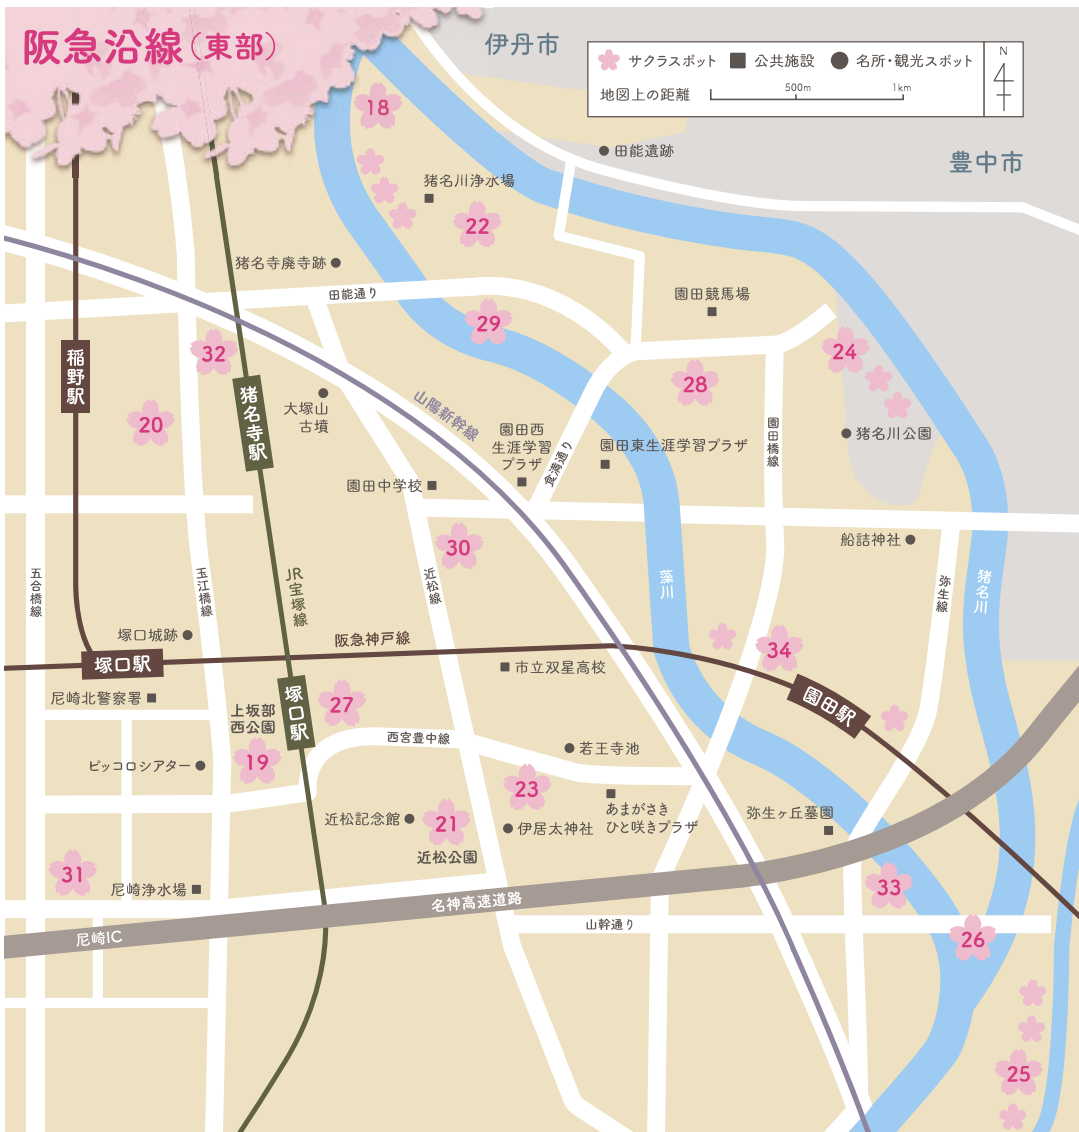 阪急沿線(東部)
伊丹市
サクラスポット
公共施設
名所・観光スポット
地図上の距離
500m
1km
N
豊中市
田能遺跡
18
猪名川浄水場
22
猪名寺廃寺跡
田能通り
園田競馬場
29
32
24
稲野駅
28
猪名寺駅
大塚山
古墳
山陽新幹線
20
園田西
生涯学習
プラザ
食満通り
園田東生涯学習プラザ
園田橋線
猪名川公園
園田中学校
30
船詰神社
五合橋線
玉江橋線
JR宝塚線
近松線
藻川
弥生線
猪名川
塚口城跡
阪急神戸線
34
塚口駅
市立双星高校
尼崎北警察署
上坂部
西公園
塚口駅
27
園田駅
西宮豊中線
若王寺池
ピッコロシアター
19
23
あまがさき
ひと咲きプラザ
弥生ヶ丘墓園
近松記念館
21
伊居太神社
近松公園
31
尼崎浄水場
33
名神高速道路
尼崎IC
山幹通り
26
25